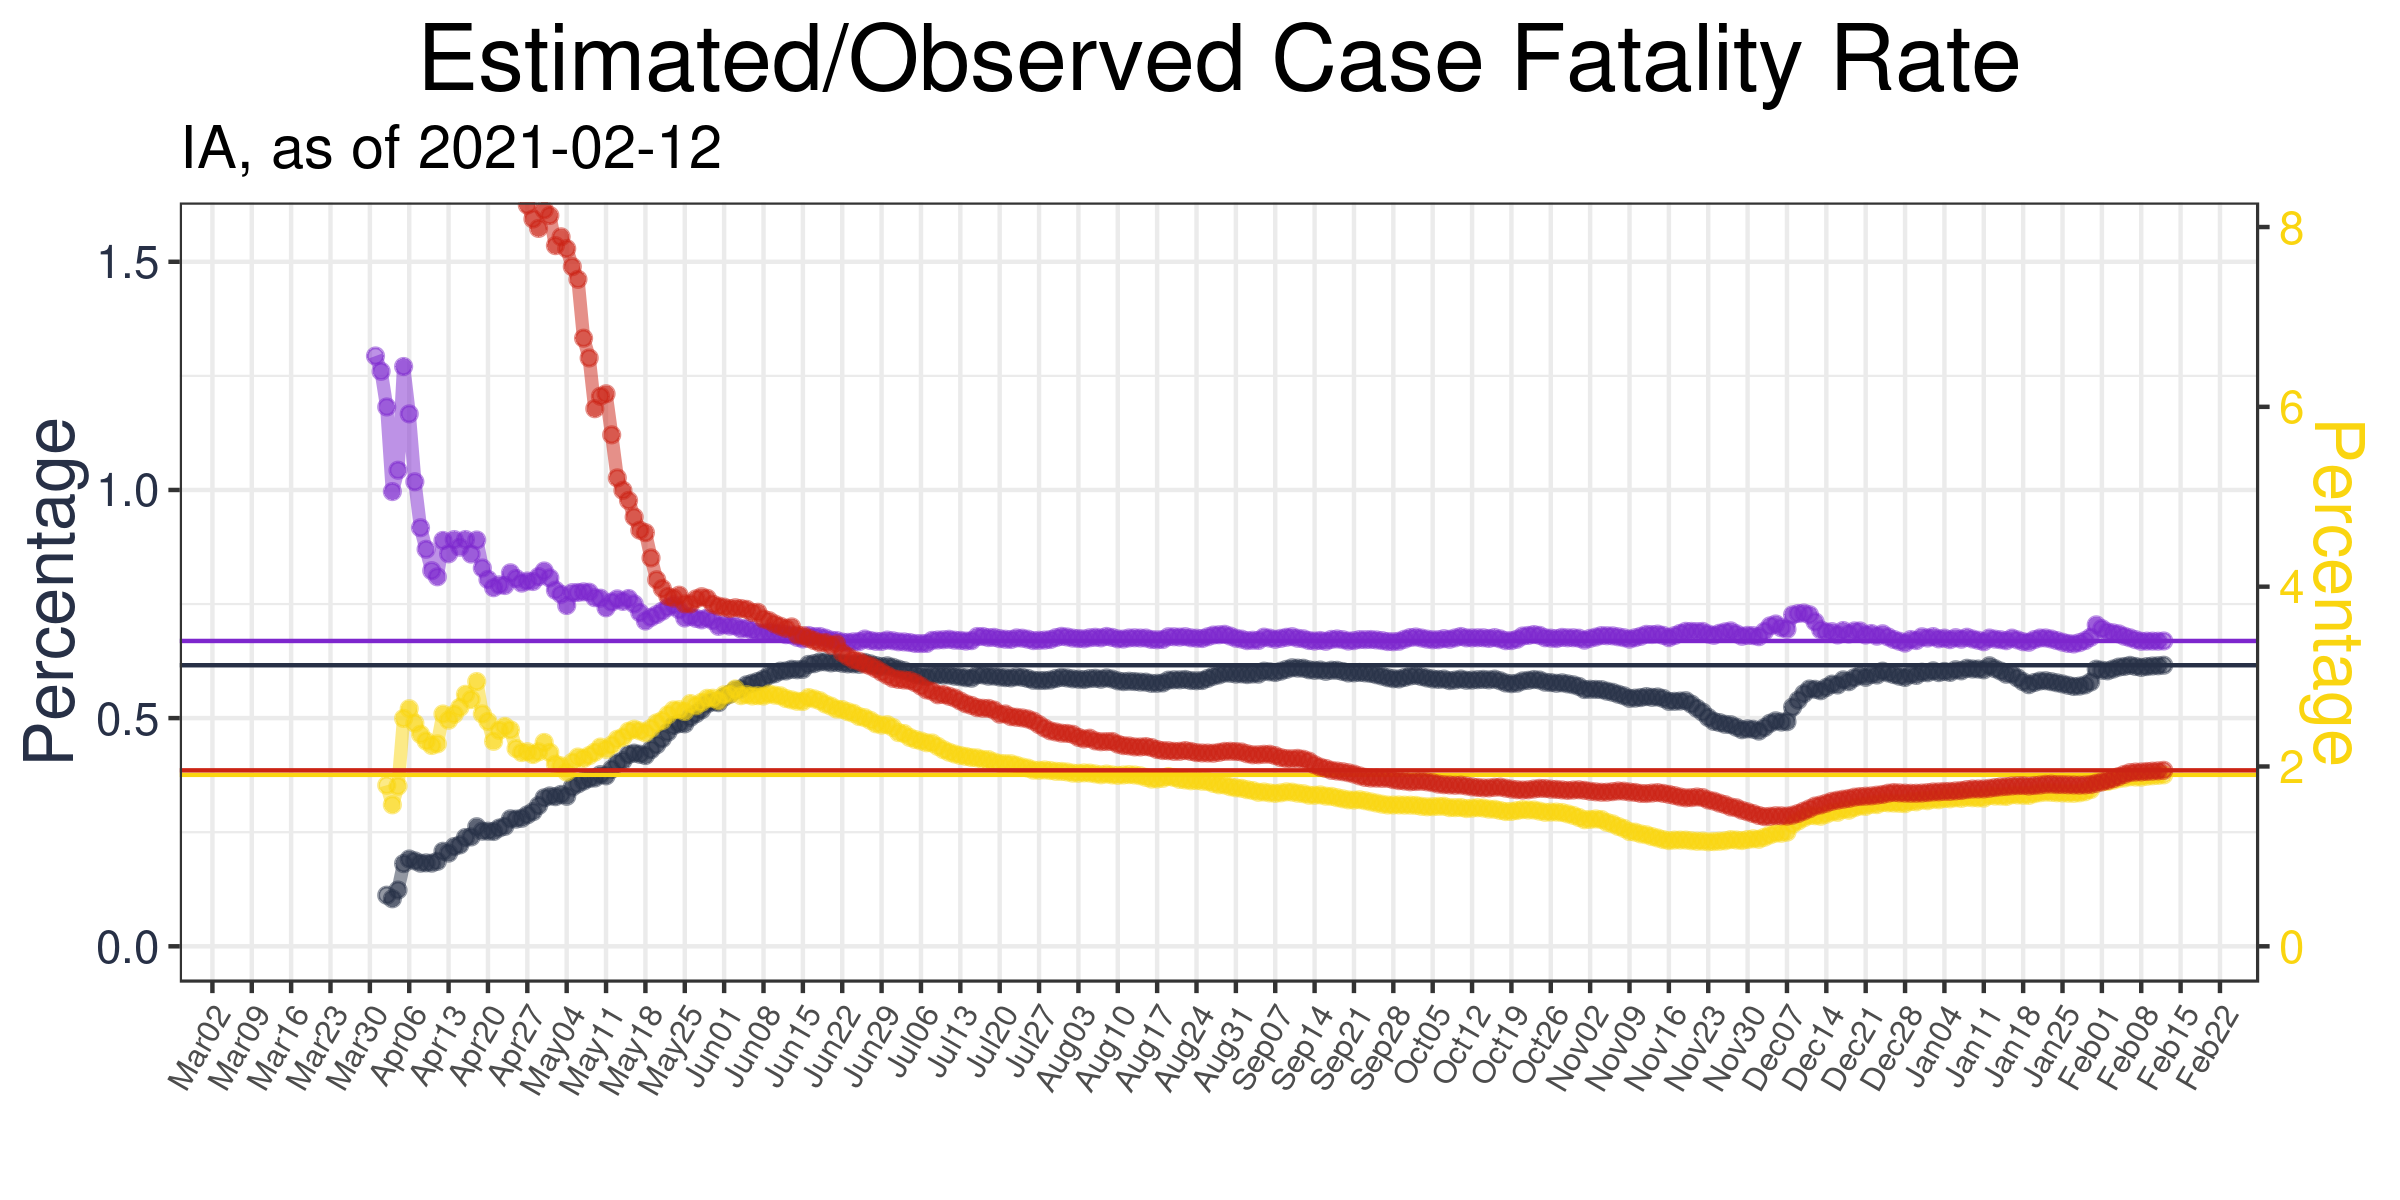 Estimated/Observed Case Fatality Rate
IA, as of 2021-02-12
Percentage
1.5
1.0
0.5
0.0
8
6
4
2
0
Percentage
Mar02
Mar09
Mar16
Mar23
Mar30
Apr06
Apr13
Apr20
Apr27
May04
May11
May18
May25
Jun01
Jun08
Jun15
Jun22
Jun29
Jul06
Jul13
Jul20
Jul27
Aug03
Aug10
Aug17
Aug24
Aug31
Sep07
Sep14
Sep21
Sep28
Oct05
Oct12
Oct19
Oct26
Nov02
Nov09
Nov16
Nov23
Nov30
Dec07
Dec14
Dec21
Dec28
Jan04
Jan11
Jan18
Jan25
Feb01
Feb08
Feb15
Feb22